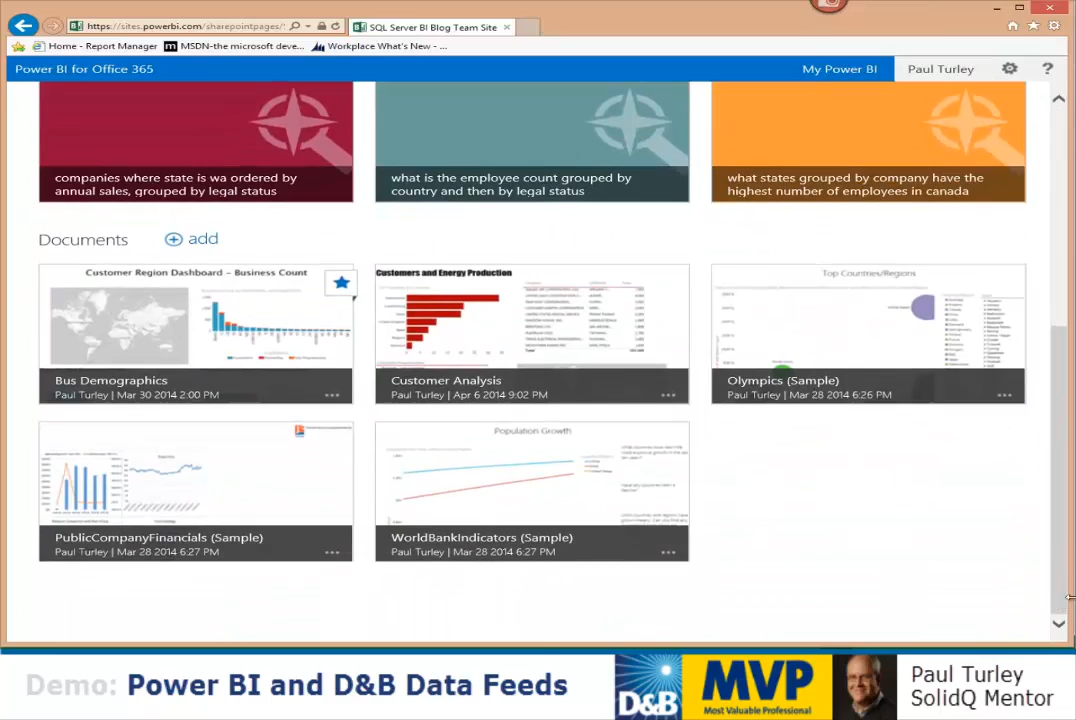 https://sites.powerbi.com/sharepointpages/
SQL Server BI Blog Team Site
Home - Report Manager
MSDN-the microsoft deve...
Workplace What's New - ...
Power BI for Office 365
My Power BI
Paul Turley
?
companies where state is wa ordered by
annual sales, grouped by legal status
what is the employee count grouped by
country and then by legal status
what states grouped by company have the
highest number of employees in canada
Documents
add
Customer Region Dashboard – Business Count
Customers and Energy Production
Top Countries/Regions
Bus Demographics
Paul Turley | Mar 30 2014 2:00 PM
...
Customer Analysis
Paul Turley | Apr 6 2014 9:02 PM
...
Olympics (Sample)
Paul Turley | Mar 28 2014 6:26 PM
...
Population Growth
PublicCompanyFinancials (Sample)
Paul Turley | Mar 28 2014 6:27 PM
...
WorldBankIndicators (Sample)
Paul Turley | Mar 28 2014 6:27 PM
...
Demo: Power BI and D&B Data Feeds
D&B
MVP
Most Valuable Professional
Paul Turley
SolidQ Mentor